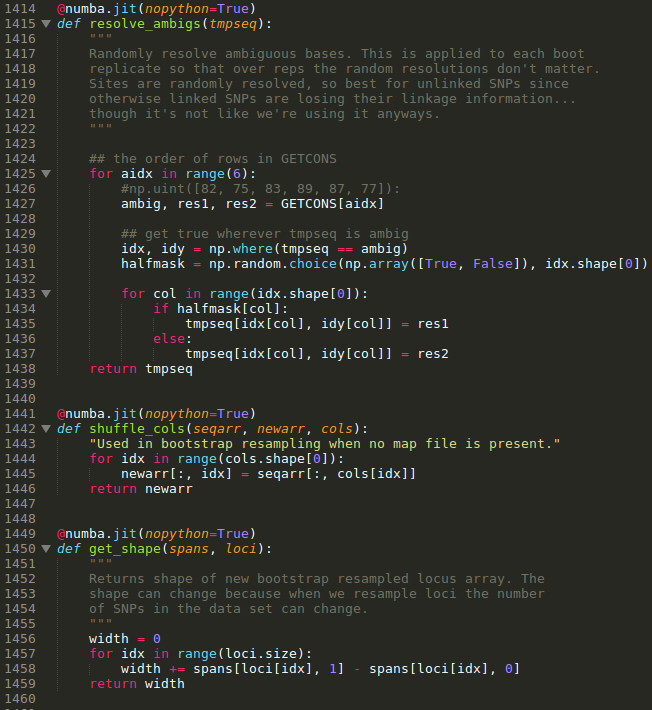 1414 @numba.jit(nopython=True)
1415 def resolve_ambigs(tmpseq):
1416     """
1417     Randomly resolve ambiguous bases. This is applied to each boot
1418     replicate so that over reps the random resolutions don't matter.
1419     Sites are randomly resolved, so best for unlinked SNPs since
1420     otherwise linked SNPs are losing their linkage information...
1421     though it's not like we're using it anyways.
1422     """
1423
1424     ## the order of rows in GETCONS
1425     for aidx in range(6):
1426         #np.uint([82, 75, 83, 89, 87, 77]):
1427         ambig, res1, res2 = GETCONS[aidx]
1428
1429         ## get true wherever tmpseq is ambig
1430         idx, idy = np.where(tmpseq == ambig)
1431         halfmask = np.random.choice(np.array([True, False]), idx.shape[0])
1432
1433         for col in range(idx.shape[0]):
1434             if halfmask[col]:
1435                 tmpseq[idx[col], idy[col]] = res1
1436             else:
1437                 tmpseq[idx[col], idy[col]] = res2
1438     return tmpseq
1439
1440
1441 @numba.jit(nopython=True)
1442 def shuffle_cols(seqarr, newarr, cols):
1443     "Used in bootstrap resampling when no map file is present."
1444     for idx in range(cols.shape[0]):
1445         newarr[:, idx] = seqarr[:, cols[idx]]
1446     return newarr
1447
1448
1449 @numba.jit(nopython=True)
1450 def get_shape(spans, loci):
1451     """
1452     Returns shape of new bootstrap resampled locus array. The
1453     shape can change because when we resample loci the number
1454     of SNPs in the data set can change.
1455     """
1456     width = 0
1457     for idx in range(loci.size):
1458         width += spans[loci[idx], 1] - spans[loci[idx], 0]
1459     return width
1460